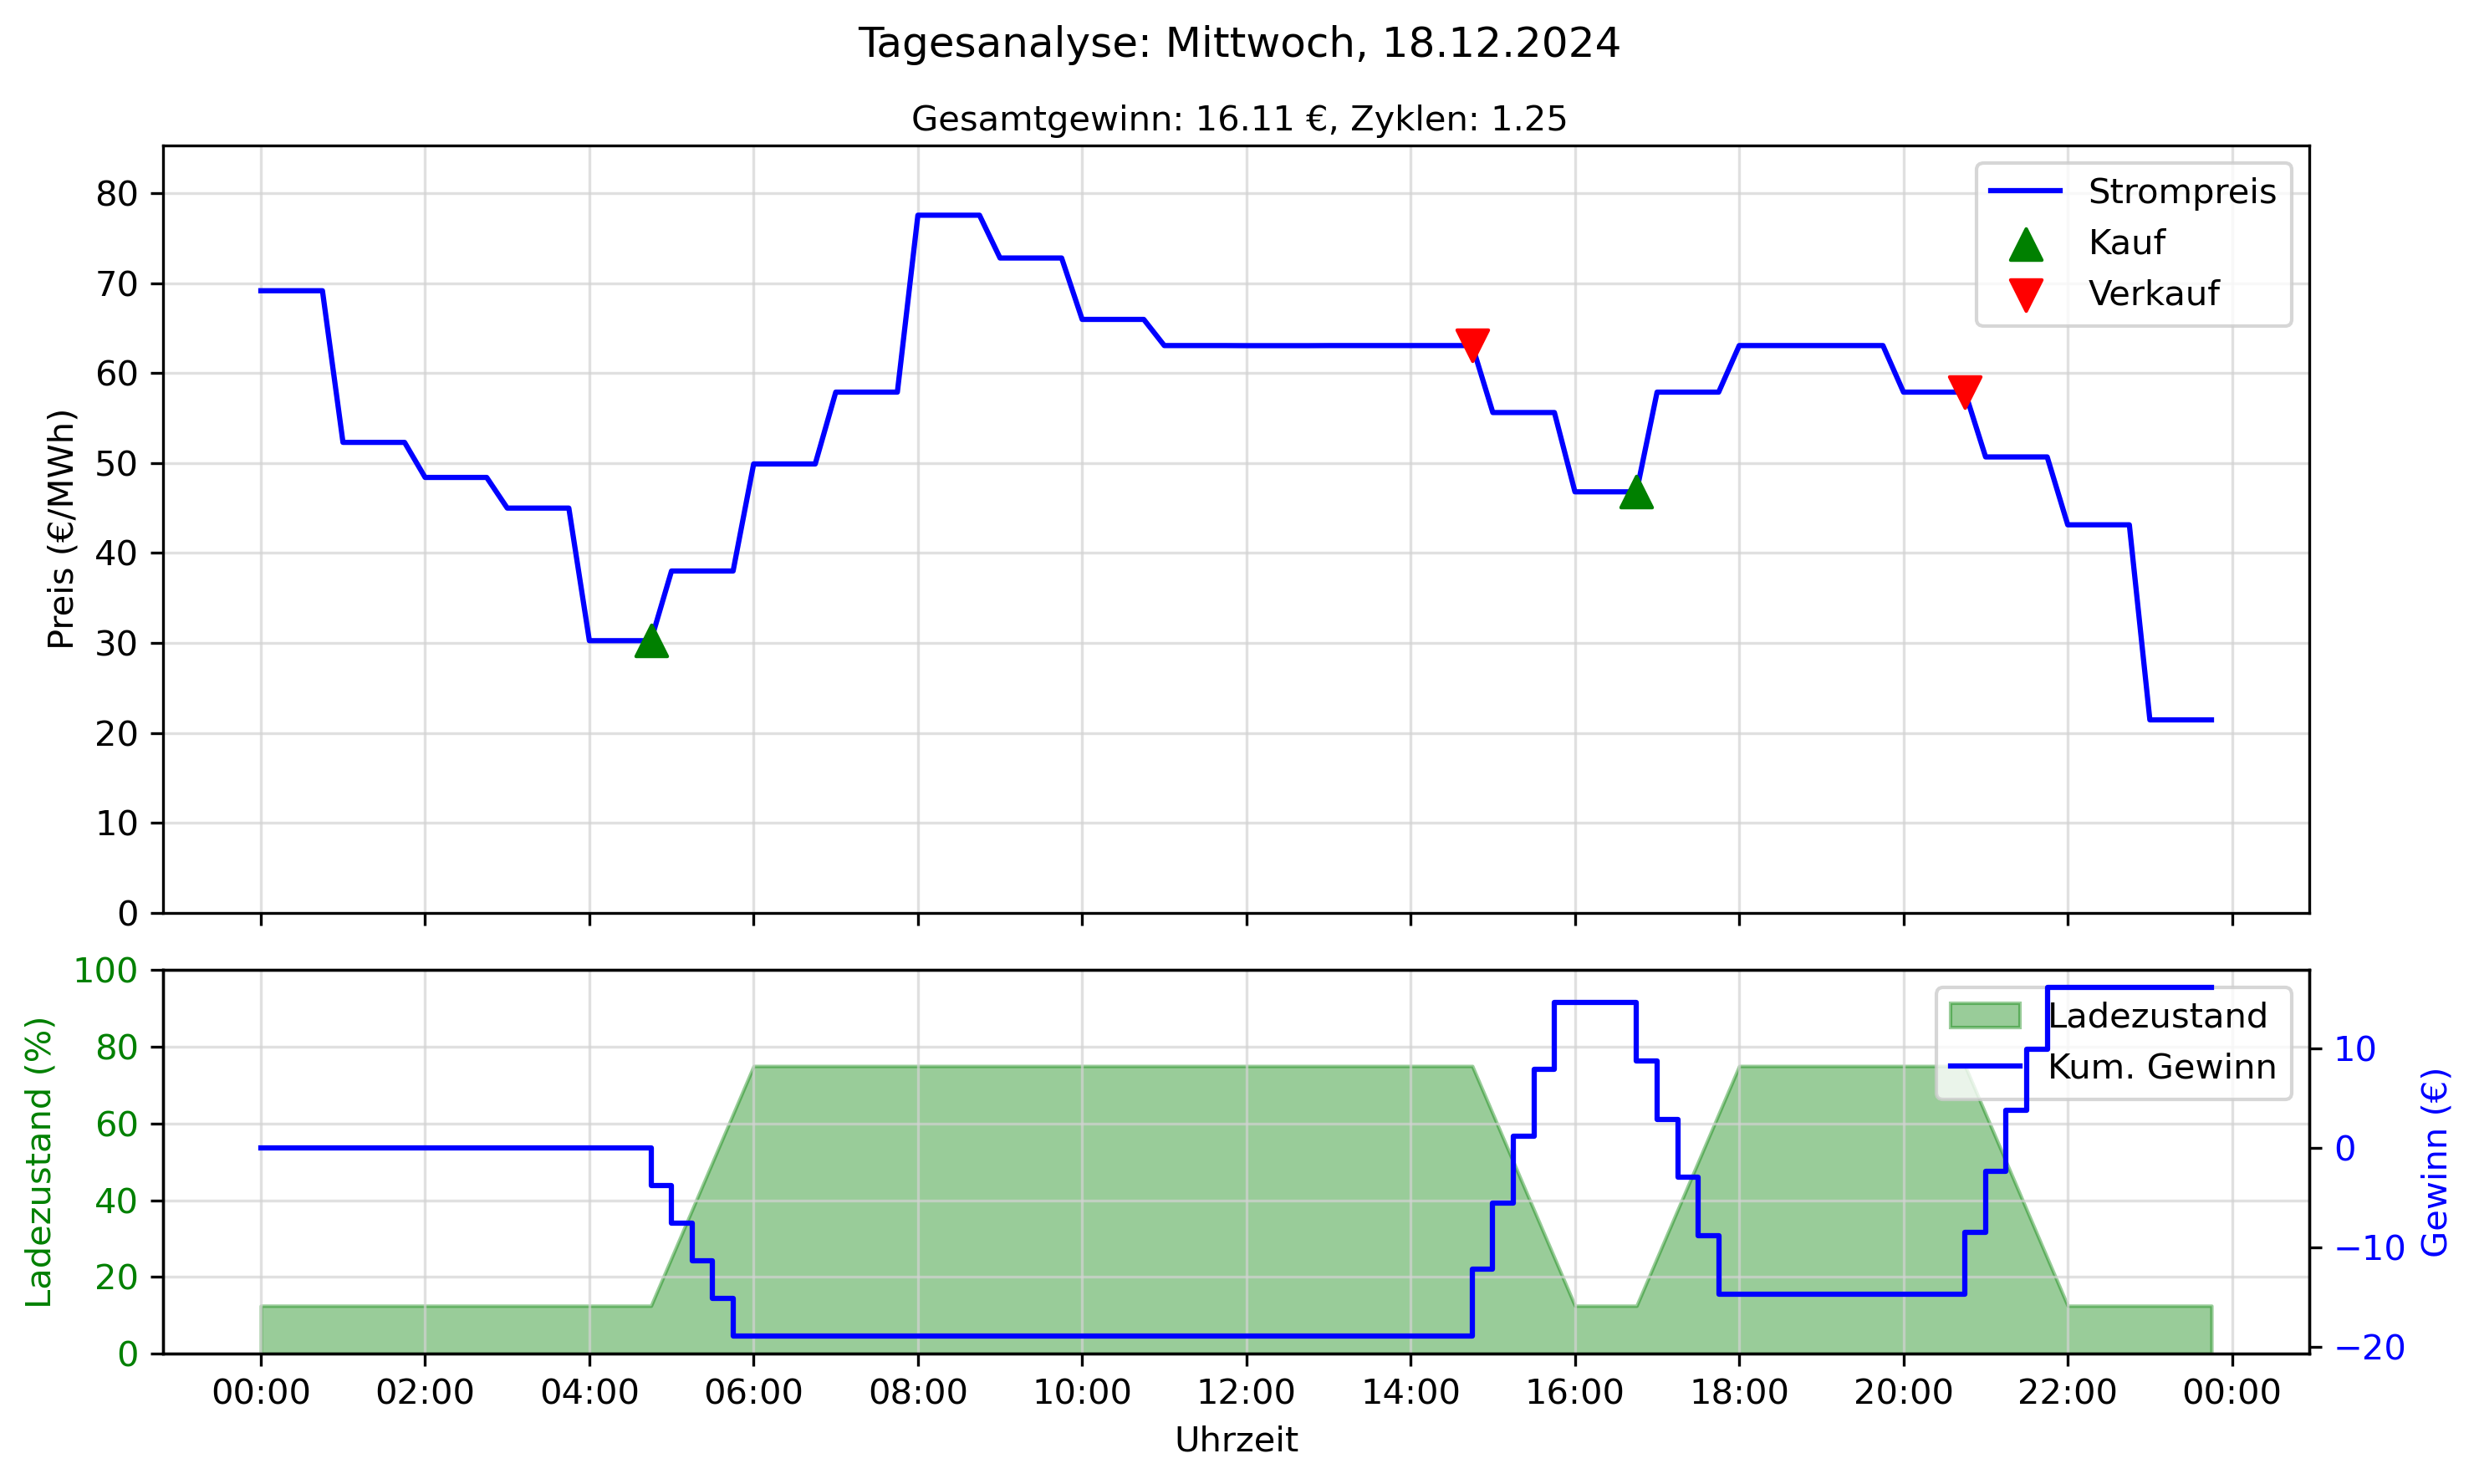 Tagesanalyse: Mittwoch, 18.12.2024
Gesamtgewinn: 16.11 €, Zyklen: 1.25
Preis (€/MWh)
80
70
60
50
40
30
20
10
0
Strompreis
Kauf
Verkauf
Ladezustand (%)
100
80
60
40
20
0
Ladezustand
Kum. Gewinn
10
0
−10
−20
Gewinn (€)
00:00 02:00 04:00 06:00 08:00 10:00 12:00 14:00 16:00 18:00 20:00 22:00 00:00
Uhrzeit